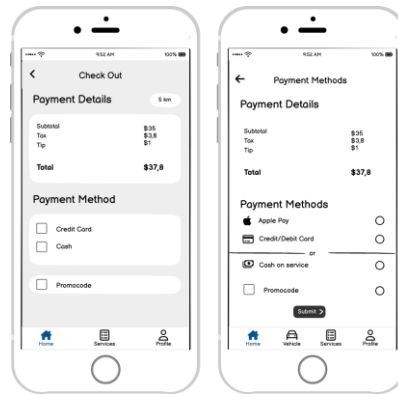 9:52 AM 100%
Check Out
Payment Details 5 km
Subtotal $35
Tax $3,8
Tip $1
Total $37,8
Payment Method
Credit Card
Cash
Promocode
Home Services Profile
9:52 AM 100%
Payment Methods
Payment Details
Subtotal $35
Tax $3,8
Tip $1
Total $37,8
Payment Methods
Apple Pay
Credit/Debit Card
or
Cash on service
Promocode
Submit >
Home Vehicle Services Profile